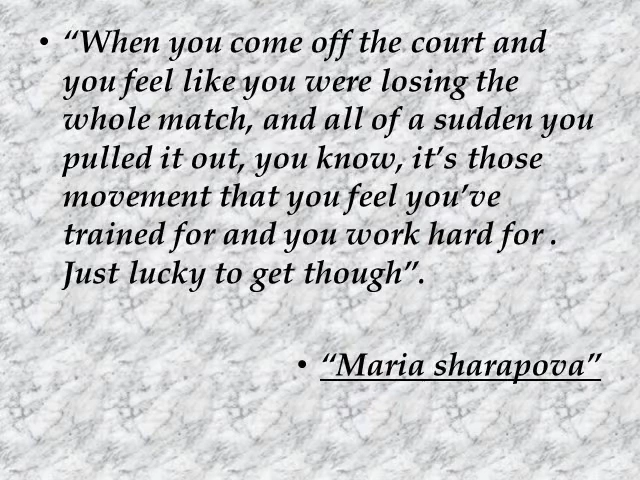 • “When you come off the court and
you feel like you were losing the
whole match, and all of a sudden you
pulled it out, you know, it’s those
movement that you feel you’ve
trained for and you work hard for .
Just lucky to get though”.
• “Maria sharapova”